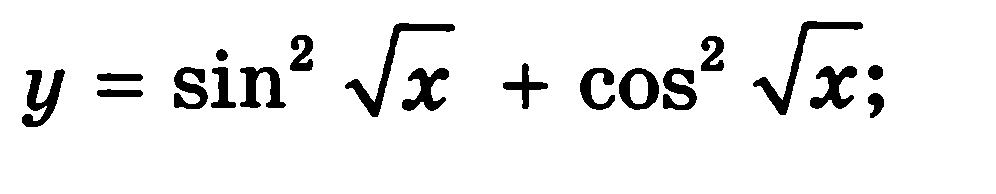 y = sin² √x + cos² √x;